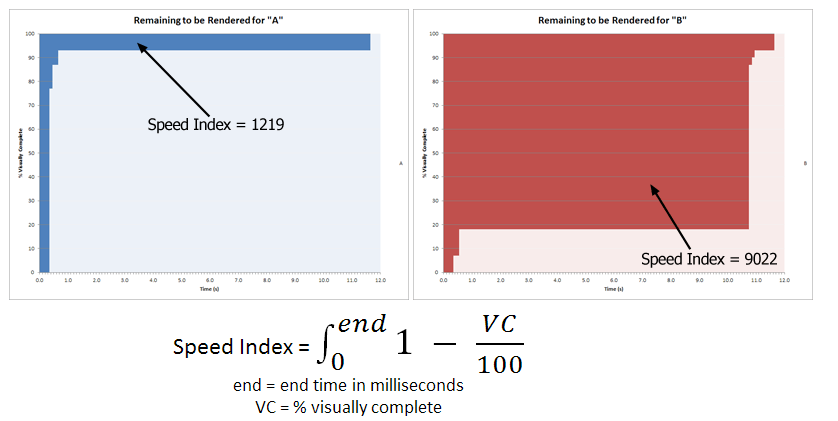 Remaining to be Rendered for "A"
100
90
80
70
60
50
40
30
20
10
0
% Visually Complete
0.0 1.0 2.0 3.0 4.0 5.0 6.0 7.0 8.0 9.0 10.0 11.0 12.0
Time (s)
A
Speed Index = 1219
Remaining to be Rendered for "B"
100
90
80
70
60
50
40
30
20
10
0
% Visually Complete
0.0 1.0 2.0 3.0 4.0 5.0 6.0 7.0 8.0 9.0 10.0 11.0 12.0
Time (s)
B
Speed Index = 9022
Speed Index = ∫₀^end 1 − VC/100
end = end time in milliseconds
VC = % visually complete